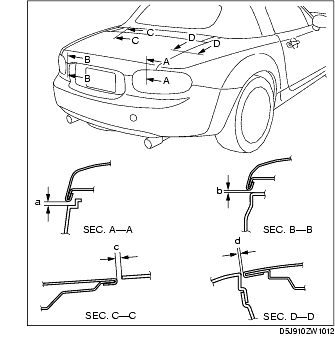 C
C
D
D
B
A
B
A
a
SEC. A—A
b
SEC. B—B
c
SEC. C—C
d
SEC. D—D
D5J910ZW1012